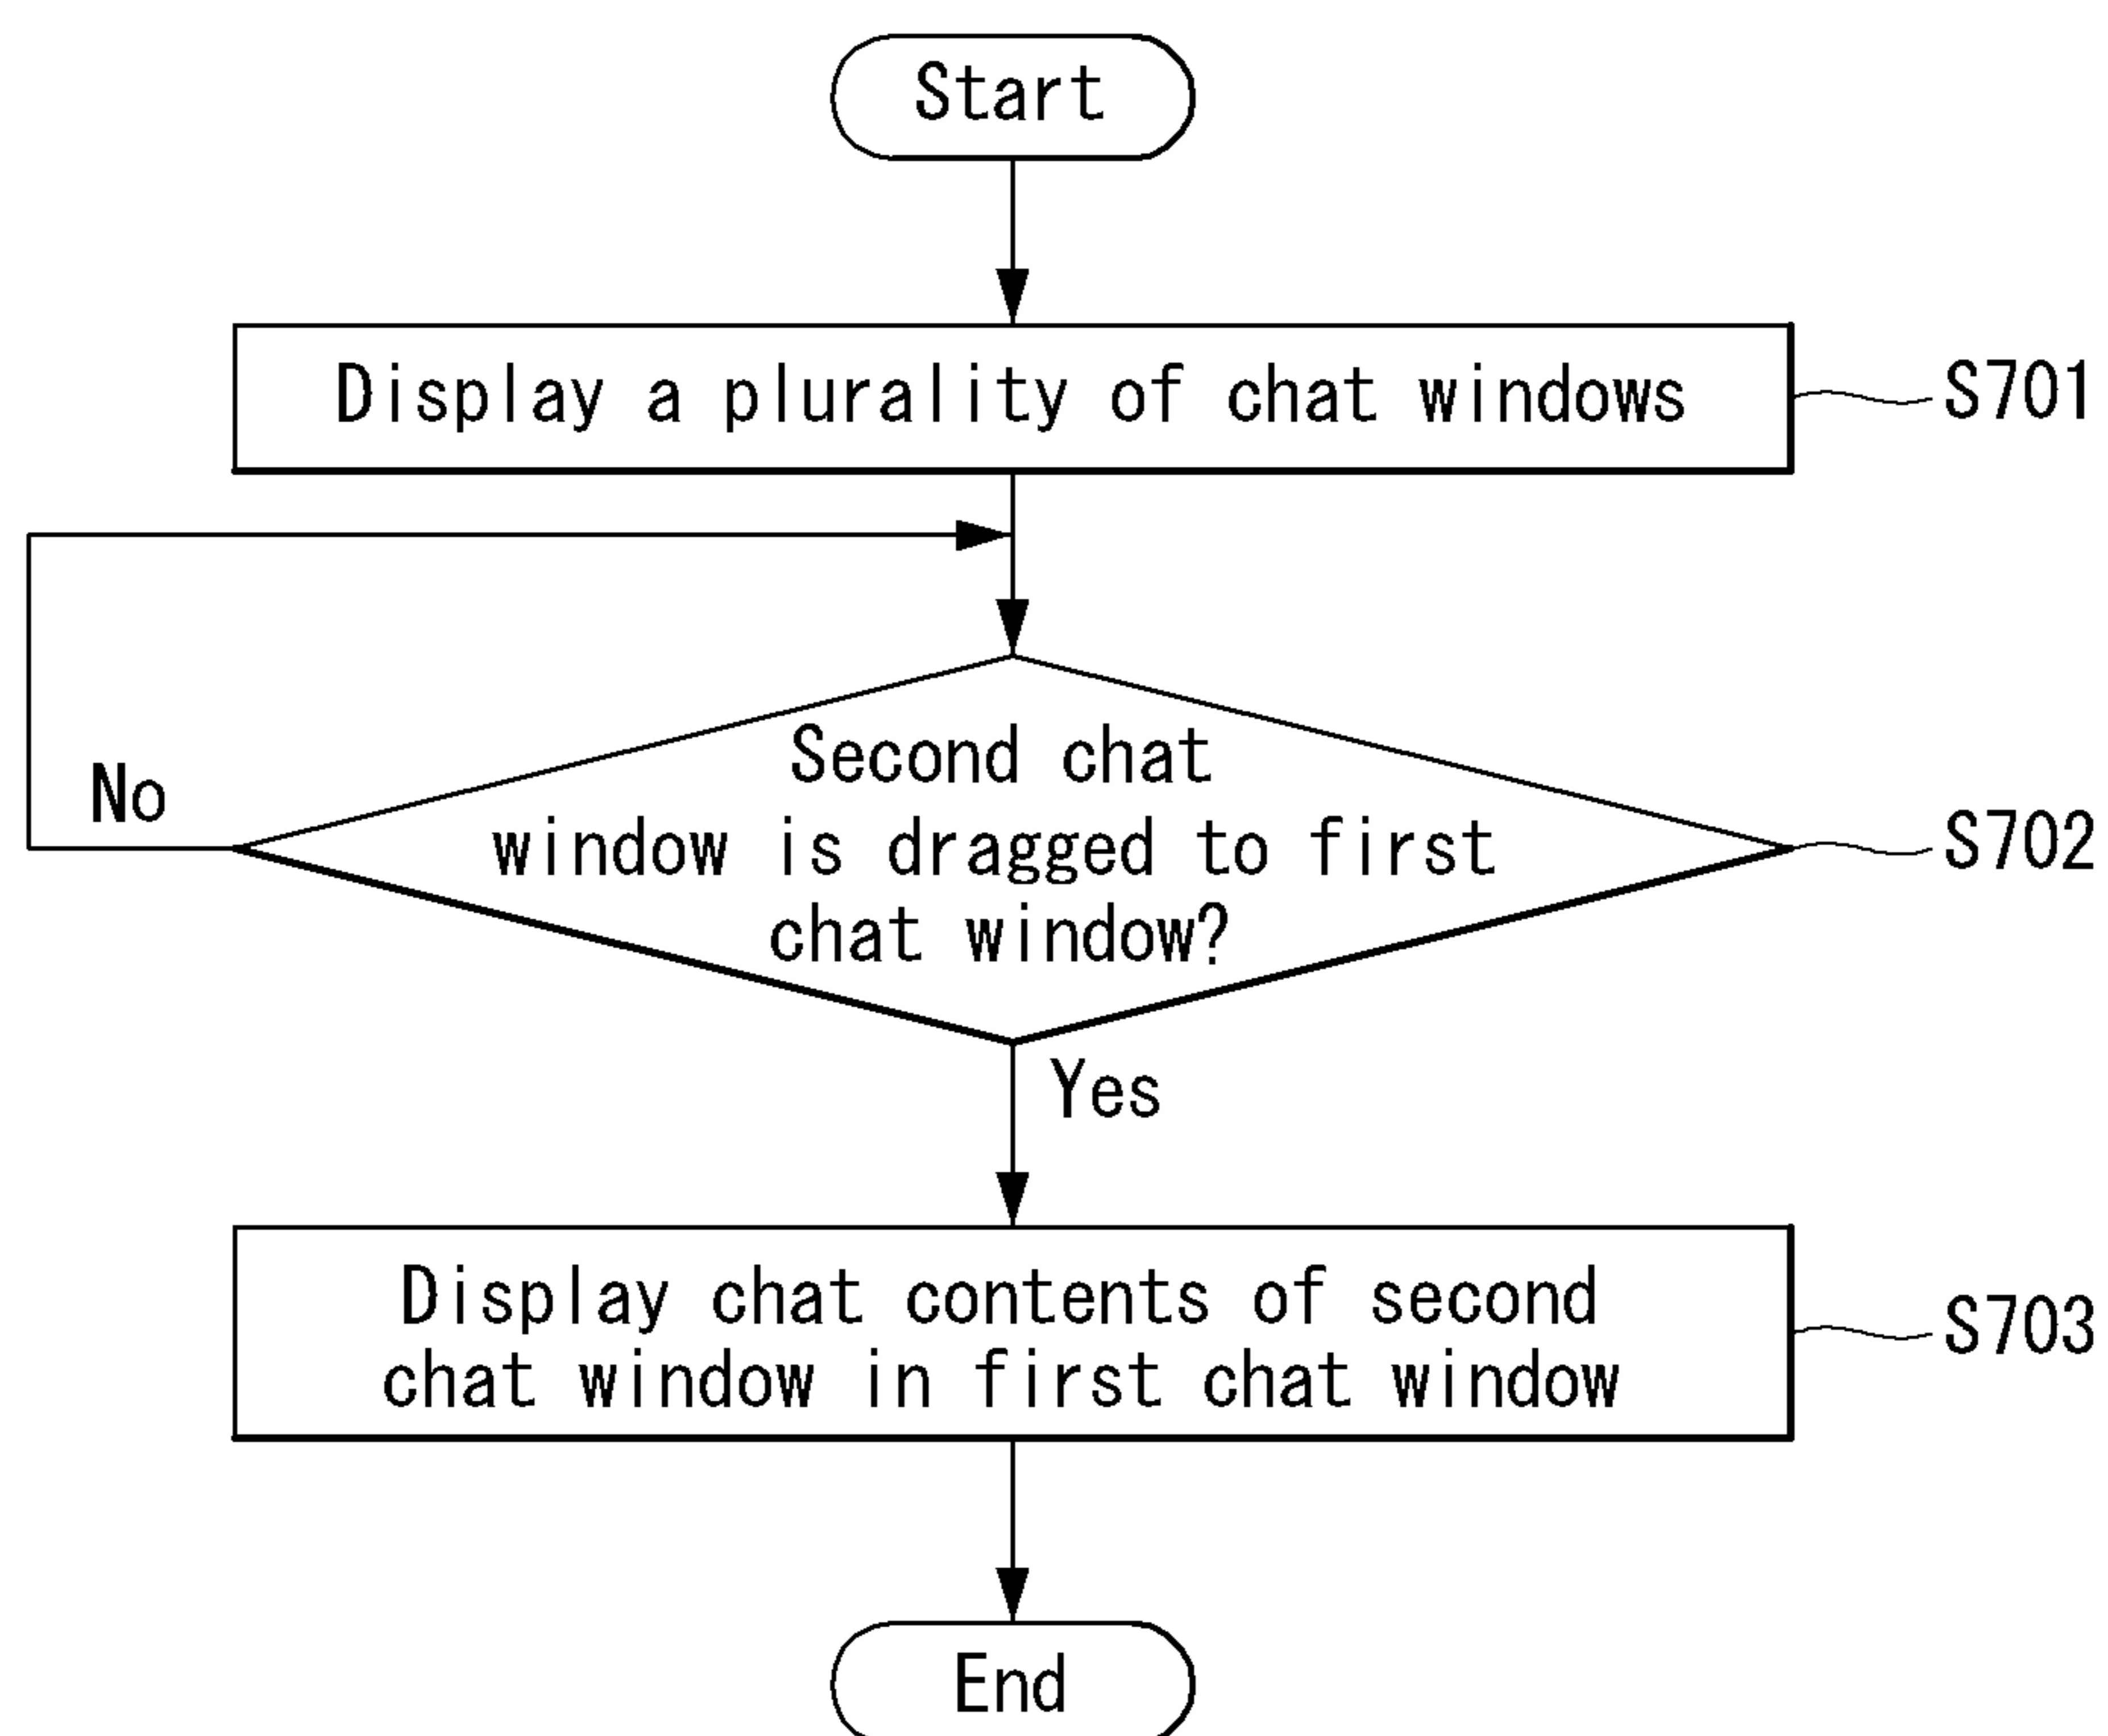 Start
Display a plurality of chat windows
S701
Second chat
window is dragged to first
chat window?
No
S702
Yes
Display chat contents of second
chat window in first chat window
S703
End